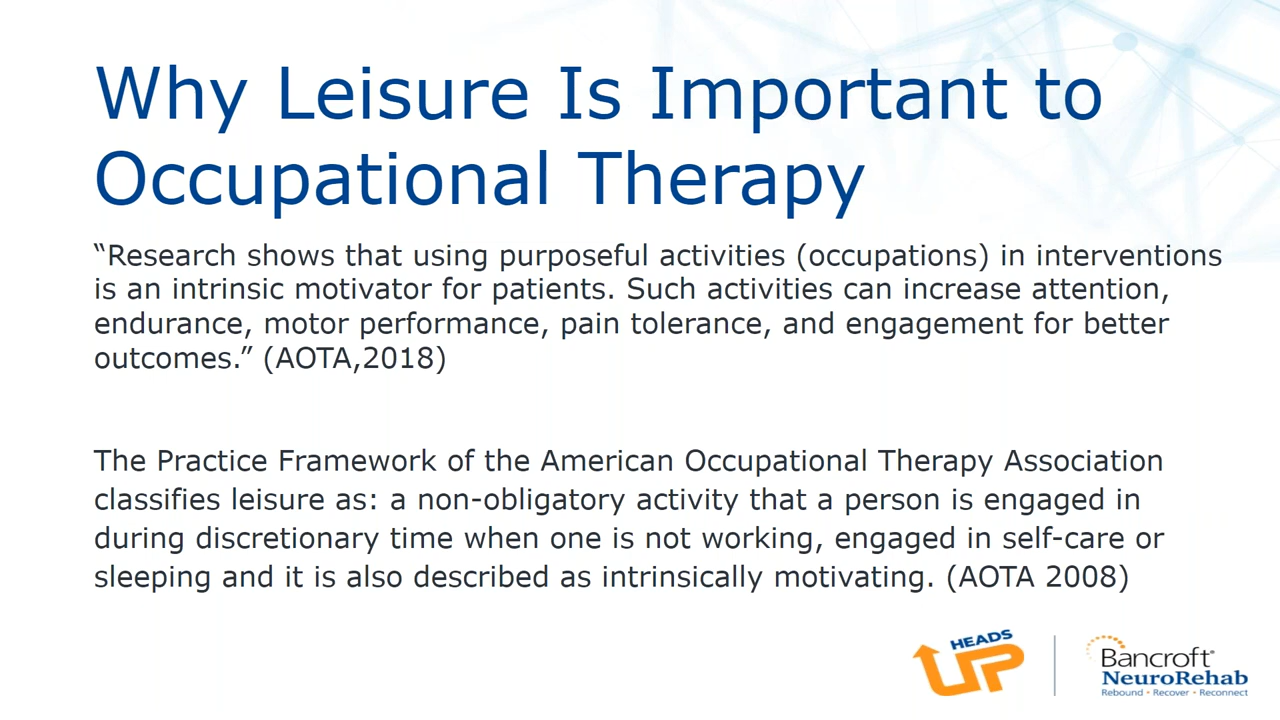 Why Leisure Is Important to
Occupational Therapy
“Research shows that using purposeful activities (occupations) in interventions
is an intrinsic motivator for patients. Such activities can increase attention,
endurance, motor performance, pain tolerance, and engagement for better
outcomes.” (AOTA,2018)
The Practice Framework of the American Occupational Therapy Association
classifies leisure as: a non-obligatory activity that a person is engaged in
during discretionary time when one is not working, engaged in self-care or
sleeping and it is also described as intrinsically motivating. (AOTA 2008)
HEADS
UP
Bancroft®
NeuroRehab
Rebound • Recover • Reconnect